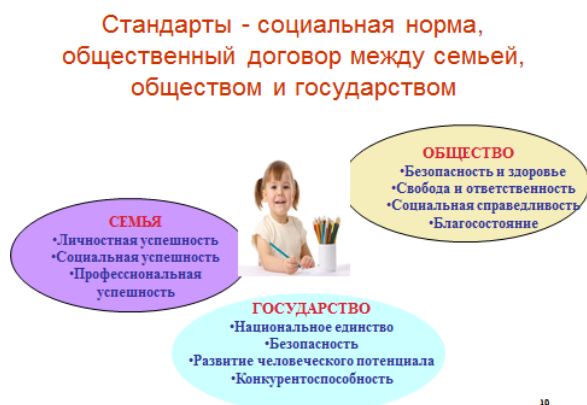 Стандарты - социальная норма,
общественный договор между семьей,
обществом и государством
ОБЩЕСТВО
•Безопасность и здоровье
•Свобода и ответственность
•Социальная справедливость
•Благосостояние
СЕМЬЯ
•Личностная успешность
•Социальная успешность
•Профессиональная
успешность
ГОСУДАРСТВО
•Национальное единство
•Безопасность
•Развитие человеческого потенциала
•Конкурентоспособность